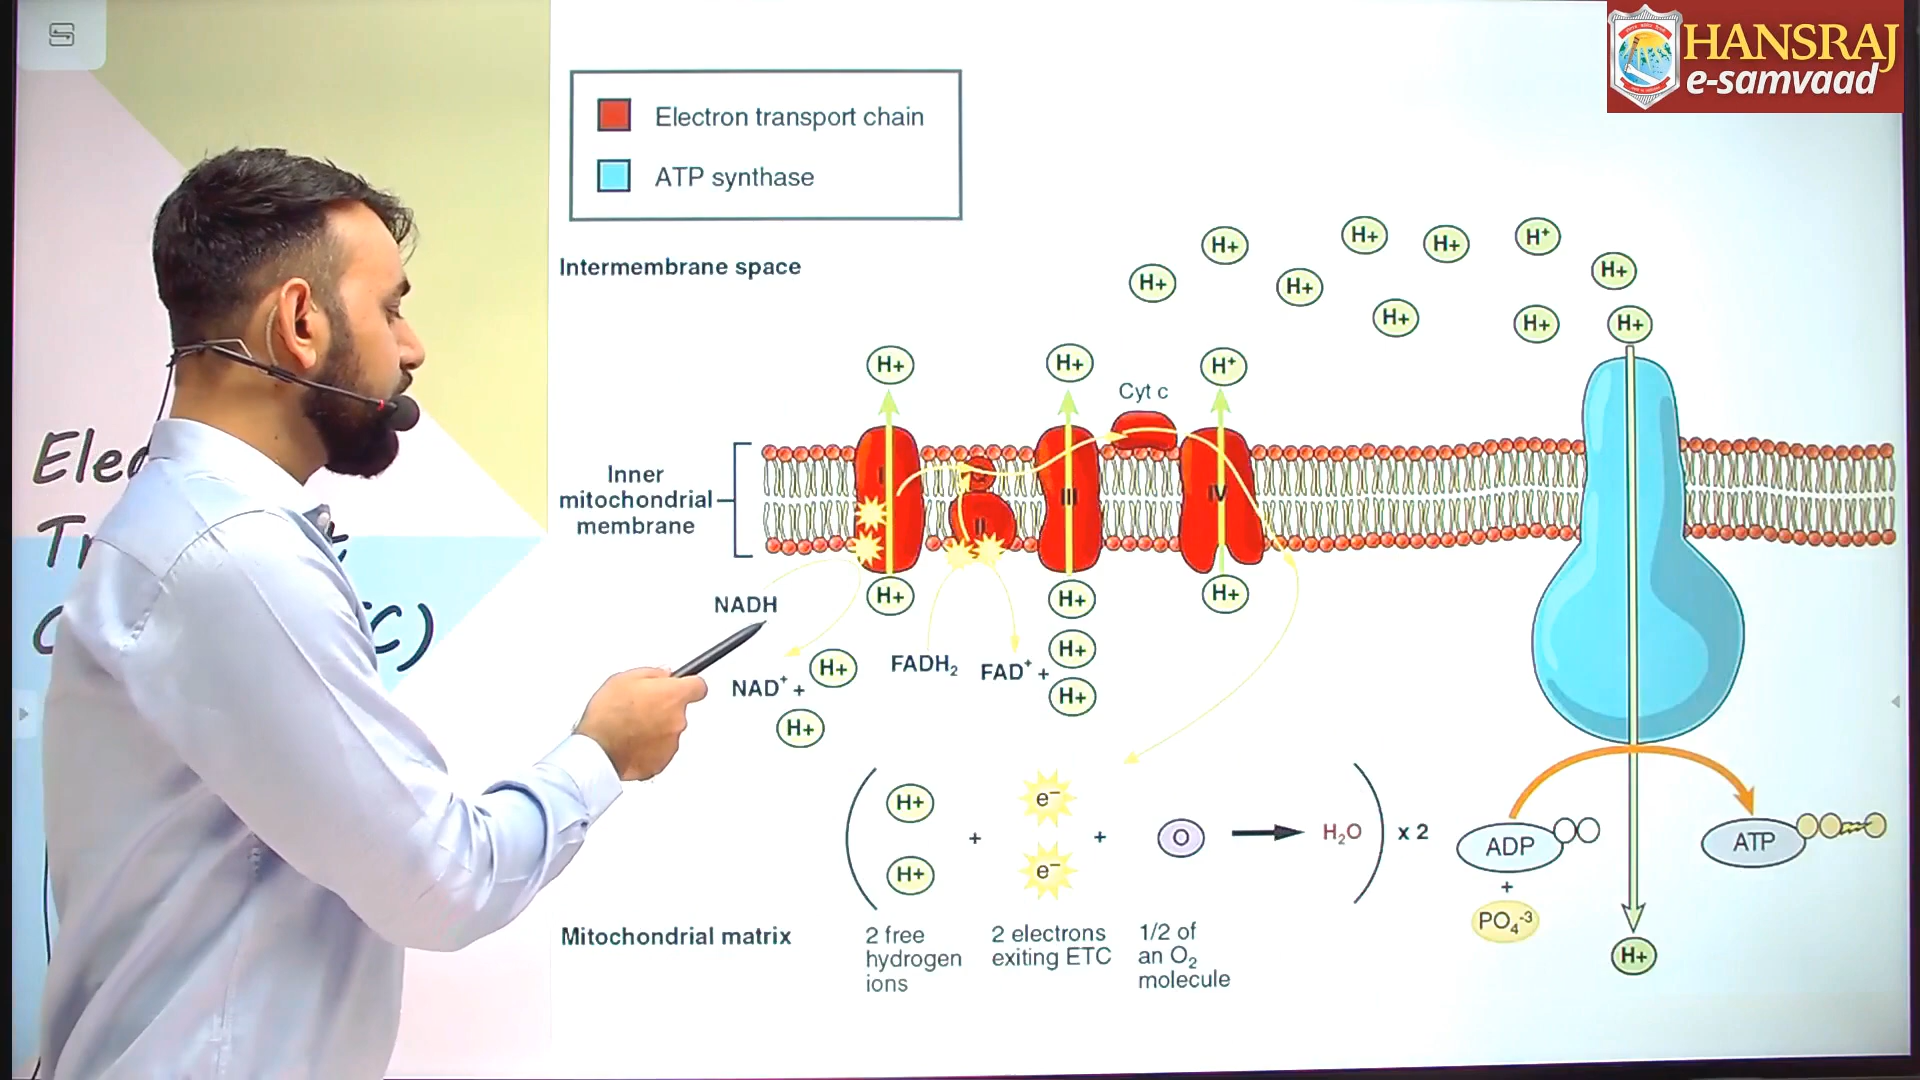 HANSRAJ
e-samvaad
Electron transport chain
ATP synthase
Intermembrane space
H+ H+ H+ H+ H+ H+ H⁺ H+
H+ H+ H+
H+ H+ H⁺
Cyt c
Inner
mitochondrial
membrane
I II III IV
NADH
H+ H+ H+
NAD⁺ + H+
H+
FADH₂ FAD⁺ + H+
H+
H+ + e⁻ + O → H₂O x 2
H+ e⁻
ADP
+
PO₄⁻³
ATP
H+
Mitochondrial matrix
2 free
hydrogen
ions
2 electrons
exiting ETC
1/2 of
an O₂
molecule